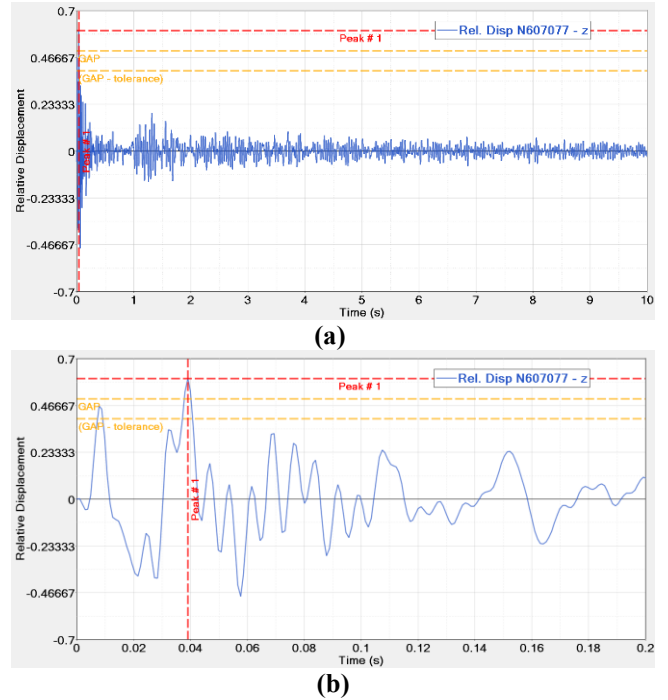 0.7
Rel. Disp N607077 - z
Peak # 1
0.46667
GAP
(GAP - tolerance)
0.23333
Relative Displacement
Peak # 1
0
-0.23333
-0.46667
-0.7
0 1 2 3 4 5 6 7 8 9 10
Time (s)
(a)
0.7
Rel. Disp N607077 - z
Peak # 1
0.46667
GAP
(GAP - tolerance)
0.23333
Relative Displacement
Peak # 1
0
-0.23333
-0.46667
-0.7
0 0.02 0.04 0.06 0.08 0.1 0.12 0.14 0.16 0.18 0.2
Time (s)
(b)